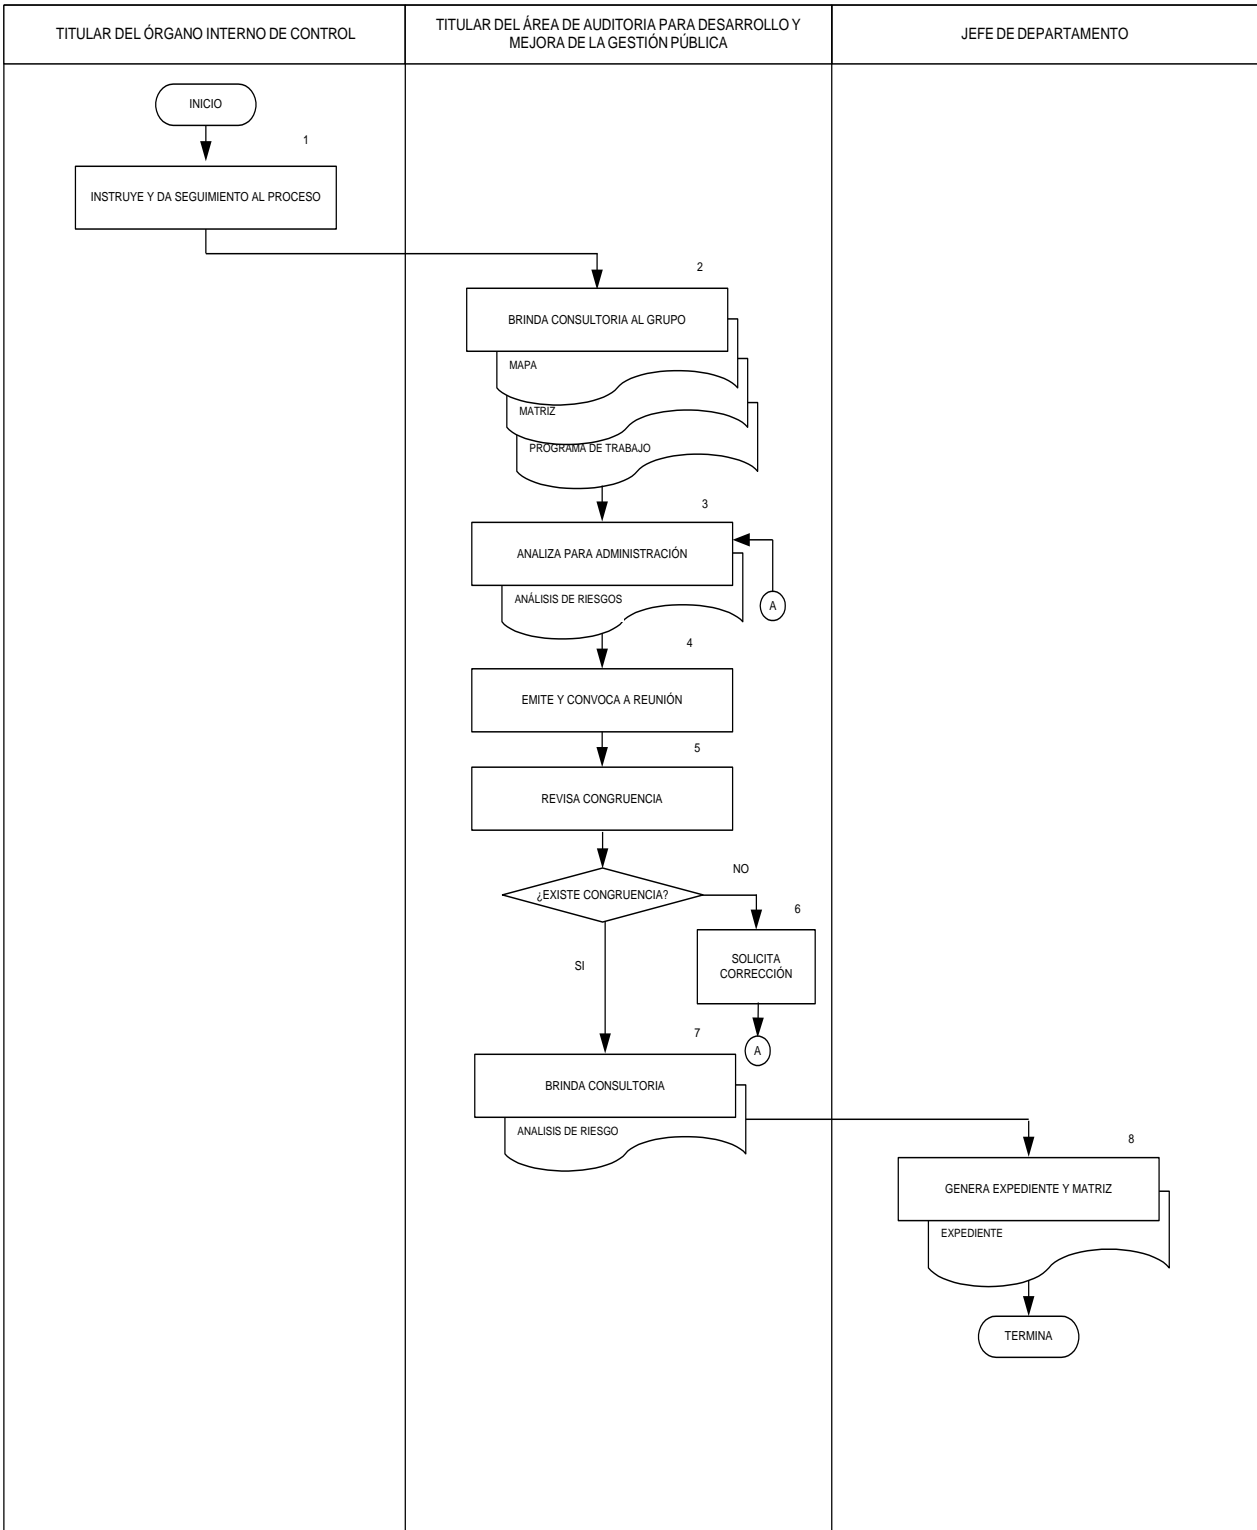 TITULAR DEL ÓRGANO INTERNO DE CONTROL
TITULAR DEL ÁREA DE AUDITORIA PARA DESARROLLO Y
MEJORA DE LA GESTIÓN PÚBLICA
JEFE DE DEPARTAMENTO
INICIO
1
INSTRUYE Y DA SEGUIMIENTO AL PROCESO
2
BRINDA CONSULTORIA AL GRUPO
MAPA
MATRIZ
PROGRAMA DE TRABAJO
3
ANALIZA PARA ADMINISTRACIÓN
ANÁLISIS DE RIESGOS
A
4
EMITE Y CONVOCA A REUNIÓN
5
REVISA CONGRUENCIA
¿EXISTE CONGRUENCIA?
NO
6
SOLICITA
CORRECCIÓN
SI
A
7
BRINDA CONSULTORIA
ANALISIS DE RIESGO
8
GENERA EXPEDIENTE Y MATRIZ
EXPEDIENTE
TERMINA